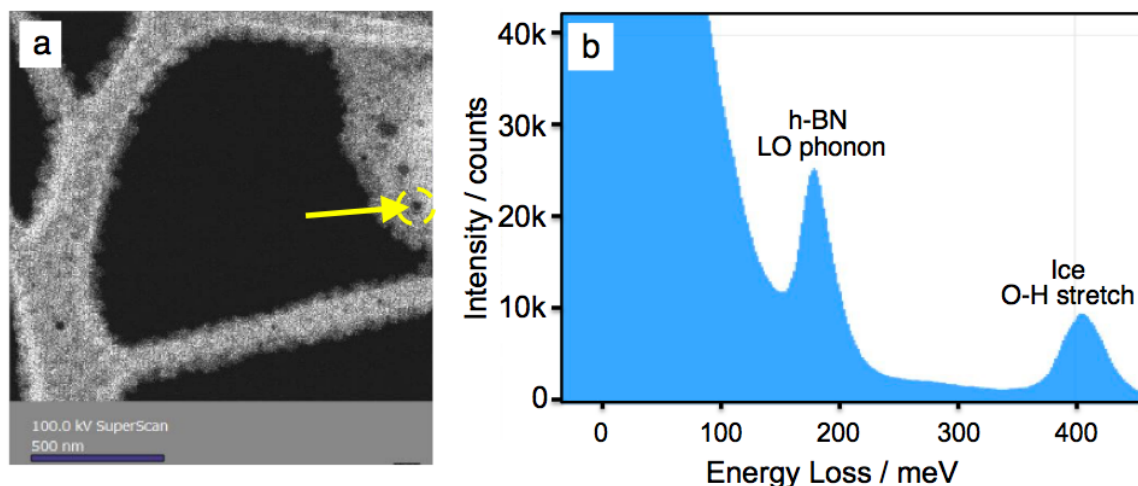 a
100.0 kV SuperScan
500 nm
b
40k
30k
20k
10k
0
Intensity / counts
h-BN
LO phonon
Ice
O-H stretch
0 100 200 300 400
Energy Loss / meV